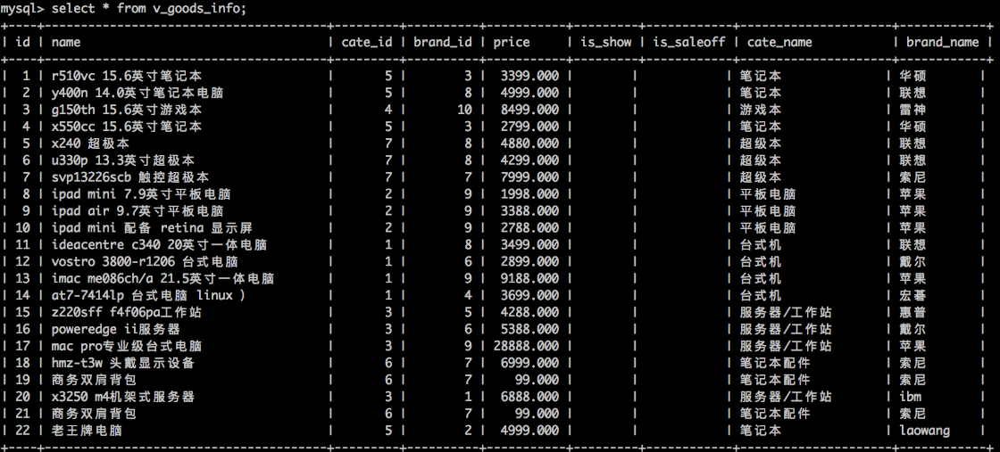 mysql> select * from v_goods_info;
+----+---------------------------------------+---------+----------+-----------+---------+------------+---------------------+------------+
| id | name | cate_id | brand_id | price | is_show | is_saleoff | cate_name | brand_name |
+----+---------------------------------------+---------+----------+-----------+---------+------------+---------------------+------------+
| 1 | r510vc 15.6英寸笔记本 | 5 | 3 | 3399.000 | | | 笔记本 | 华硕 |
| 2 | y400n 14.0英寸笔记本电脑 | 5 | 8 | 4999.000 | | | 笔记本 | 联想 |
| 3 | g150th 15.6英寸游戏本 | 4 | 10 | 8499.000 | | | 游戏本 | 雷神 |
| 4 | x550cc 15.6英寸笔记本 | 5 | 3 | 2799.000 | | | 笔记本 | 华硕 |
| 5 | x240 超极本 | 7 | 8 | 4880.000 | | | 超级本 | 联想 |
| 6 | u330p 13.3英寸超极本 | 7 | 8 | 4299.000 | | | 超级本 | 联想 |
| 7 | svp13226scb 触控超极本 | 7 | 7 | 7999.000 | | | 超级本 | 索尼 |
| 8 | ipad mini 7.9英寸平板电脑 | 2 | 9 | 1998.000 | | | 平板电脑 | 苹果 |
| 9 | ipad air 9.7英寸平板电脑 | 2 | 9 | 3388.000 | | | 平板电脑 | 苹果 |
| 10 | ipad mini 配备 retina 显示屏 | 2 | 9 | 2788.000 | | | 平板电脑 | 苹果 |
| 11 | ideacentre c340 20英寸一体电脑 | 1 | 8 | 3499.000 | | | 台式机 | 联想 |
| 12 | vostro 3800-r1206 台式电脑 | 1 | 6 | 2899.000 | | | 台式机 | 戴尔 |
| 13 | imac me086ch/a 21.5英寸一体电脑 | 1 | 9 | 9188.000 | | | 台式机 | 苹果 |
| 14 | at7-7414lp 台式电脑 linux ) | 1 | 4 | 3699.000 | | | 台式机 | 宏碁 |
| 15 | z220sff f4f06pa工作站 | 3 | 5 | 4288.000 | | | 服务器/工作站 | 惠普 |
| 16 | poweredge ii服务器 | 3 | 6 | 5388.000 | | | 服务器/工作站 | 戴尔 |
| 17 | mac pro专业级台式电脑 | 3 | 9 | 28888.000 | | | 服务器/工作站 | 苹果 |
| 18 | hmz-t3w 头戴显示设备 | 6 | 7 | 6999.000 | | | 笔记本配件 | 索尼 |
| 19 | 商务双肩背包 | 6 | 7 | 99.000 | | | 笔记本配件 | 索尼 |
| 20 | x3250 m4机架式服务器 | 3 | 1 | 6888.000 | | | 服务器/工作站 | ibm |
| 21 | 商务双肩背包 | 6 | 7 | 99.000 | | | 笔记本配件 | 索尼 |
| 22 | 老王牌电脑 | 5 | 2 | 4999.000 | | | 笔记本 | laowang |
+----+---------------------------------------+---------+----------+-----------+---------+------------+---------------------+------------+